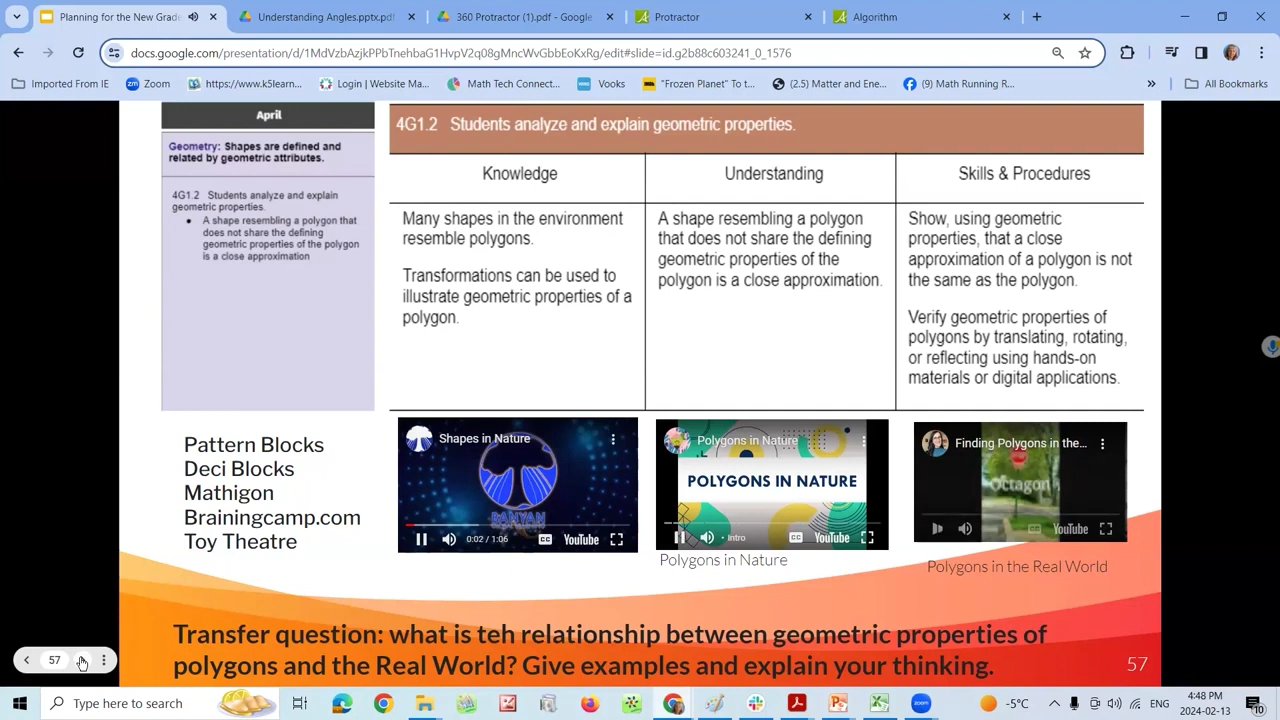 Planning for the New Grade
Understanding Angles.pptx.pdf
360 Protractor (1).pdf - Google
Protractor
Algorithm
docs.google.com/presentation/d/1MdVzbAzjkPPbTnehbaG1HvpV2q08gMncWvGbbEoKxRg/edit#slide=id.g2b88c603241_0_1576
Imported From IE
Zoom
https://www.k5learn...
Login | Website Ma...
Math Tech Connect...
Vooks
"Frozen Planet" To t...
(2.5) Matter and Ene...
(9) Math Running R...
All Bookmarks
April
Geometry: Shapes are defined and
related by geometric attributes.
4G1.2 Students analyze and explain
geometric properties.
• A shape resembling a polygon that
does not share the defining
geometric properties of the polygon
is a close approximation
4G1.2 Students analyze and explain geometric properties.
Knowledge
Understanding
Skills & Procedures
Many shapes in the environment
resemble polygons.
Transformations can be used to
illustrate geometric properties of a
polygon.
A shape resembling a polygon
that does not share the defining
geometric properties of the
polygon is a close approximation.
Show, using geometric
properties, that a close
approximation of a polygon is not
the same as the polygon.
Verify geometric properties of
polygons by translating, rotating,
or reflecting using hands-on
materials or digital applications.
Pattern Blocks
Deci Blocks
Mathigon
Brainingcamp.com
Toy Theatre
Shapes in Nature
BANYAN
0:02 / 1:06
CC
YouTube
Polygons in Nature
POLYGONS IN NATURE
• Intro
CC
YouTube
Polygons in Nature
Finding Polygons in the...
Octagon
CC
YouTube
Polygons in the Real World
Transfer question: what is teh relationship between geometric properties of
polygons and the Real World? Give examples and explain your thinking.
57
57
Type here to search
-5°C
ENG
4:48 PM
2024-02-13
10